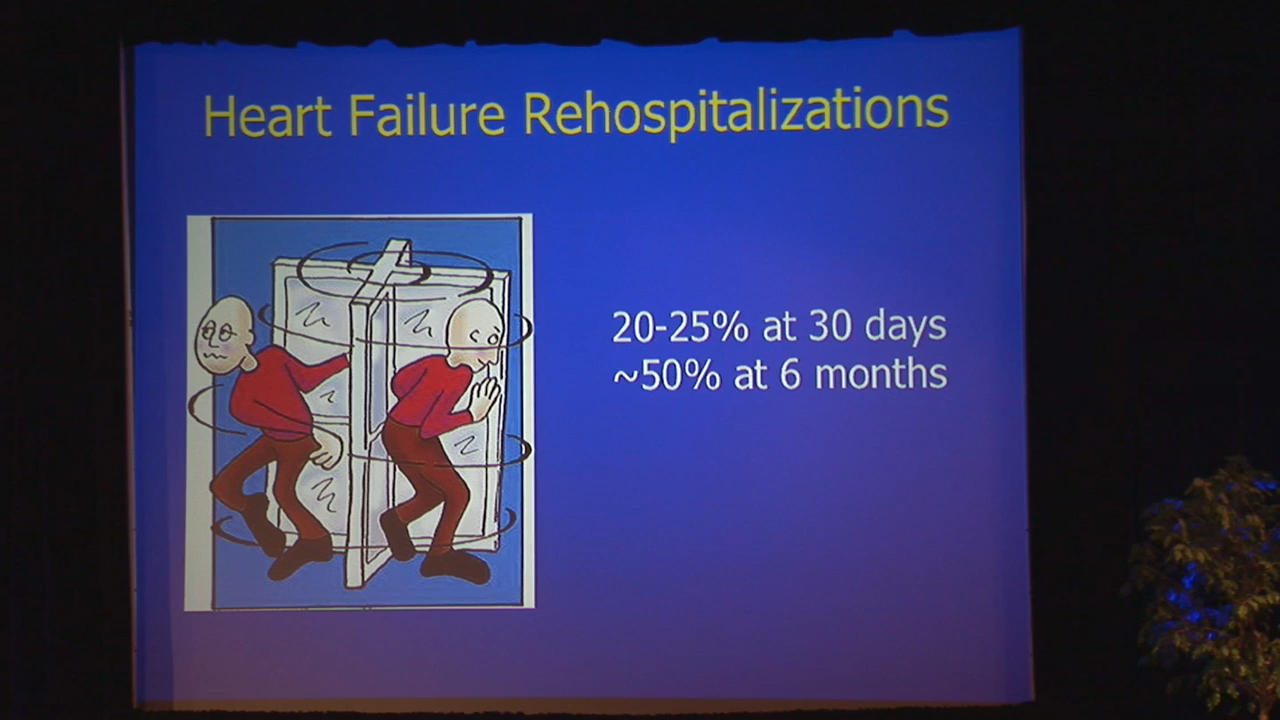 Heart Failure Rehospitalizations
20-25% at 30 days
~50% at 6 months